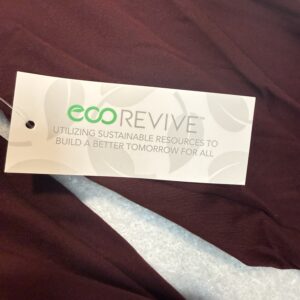 ecoREVIVE™
UTILIZING SUSTAINABLE RESOURCES TO
BUILD A BETTER TOMORROW FOR ALL